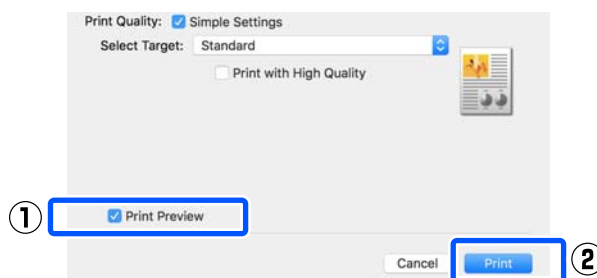 Print Quality: Simple Settings
Select Target: Standard
Print with High Quality
① Print Preview
Cancel Print ②